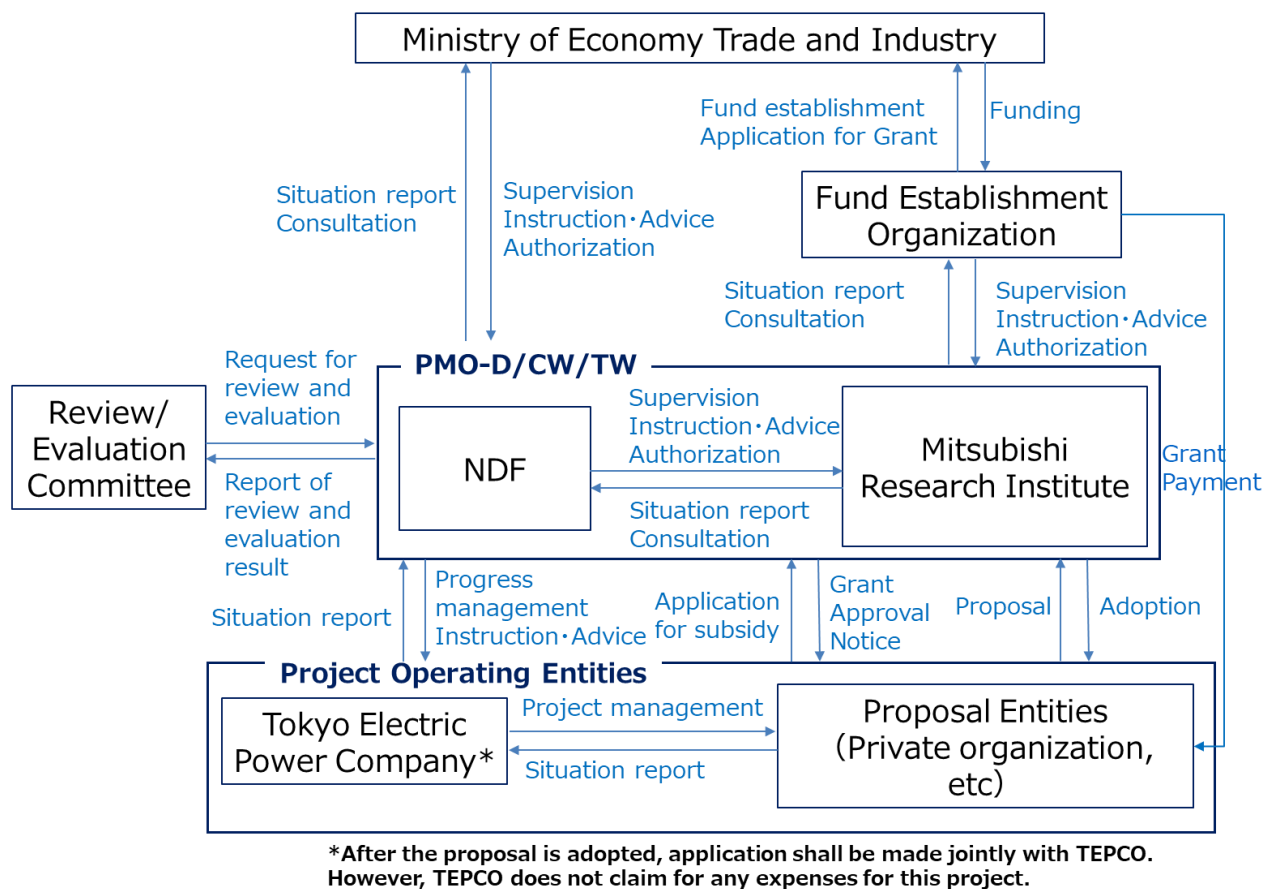 Ministry of Economy Trade and Industry
Fund establishment
Application for Grant
Funding
Situation report
Consultation
Supervision
Instruction･Advice
Authorization
Fund Establishment
Organization
Situation report
Consultation
Supervision
Instruction･Advice
Authorization
PMO-D/CW/TW
Request for
review and
evaluation
Review/
Evaluation
Committee
Report of
review and
evaluation
result
NDF
Supervision
Instruction･Advice
Authorization
Situation report
Consultation
Mitsubishi
Research Institute
Grant
Payment
Situation report
Progress
management
Instruction･Advice
Application
for subsidy
Grant
Approval
Notice
Proposal
Adoption
Project Operating Entities
Tokyo Electric
Power Company*
Project management
Situation report
Proposal Entities
（Private organization,
etc）
*After the proposal is adopted, application shall be made jointly with TEPCO.
However, TEPCO does not claim for any expenses for this project.